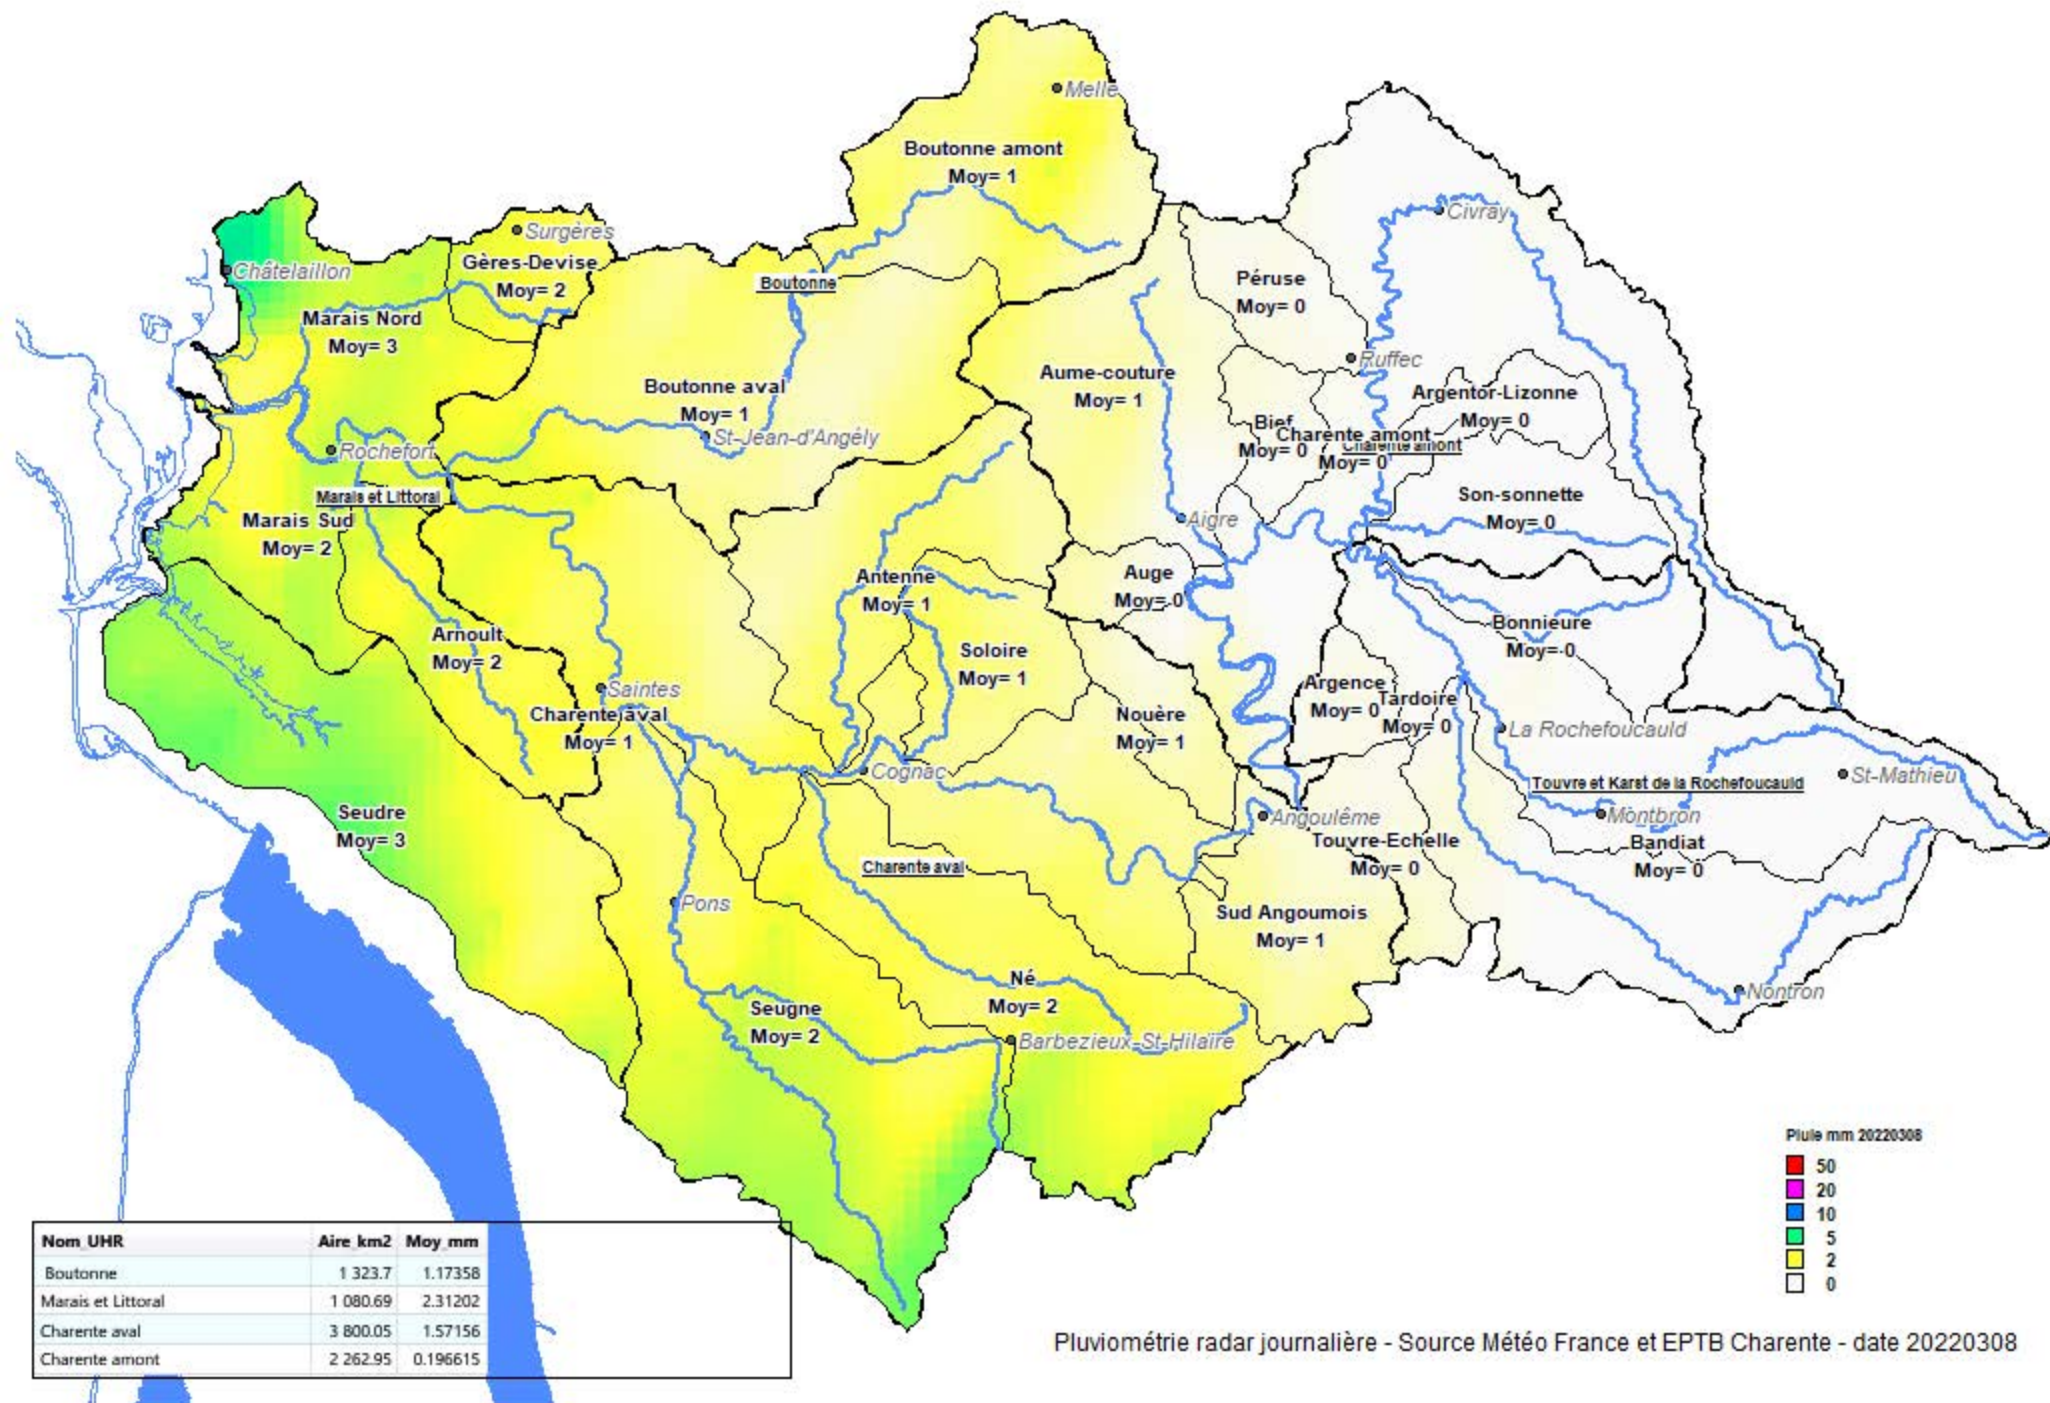 Melle
Boutonne amont
Moy= 1
Civray
Surgères
Châtelaillon
Gères-Devise
Moy= 2
Boutonne
Péruse
Moy= 0
Marais Nord
Moy= 3
Ruffec
Aume-couture
Moy= 1
Boutonne aval
Moy= 1
Argentor-Lizonne
Moy= 0
St-Jean-d'Angély
Bief
Moy= 0
Charente amont
Moy= 0
Charente amont
Rochefort
Marais et Littoral
Son-sonnette
Moy= 0
Marais Sud
Moy= 2
Aigre
Antenne
Moy= 1
Auge
Moy= 0
Bonnieure
Moy= 0
Arnoult
Moy= 2
Soloire
Moy= 1
Saintes
Argence
Moy= 0
Tardoire
Moy= 0
Charente aval
Moy= 1
Nouère
Moy= 1
La Rochefoucauld
Cognac
Touvre et Karst de la Rochefoucauld
St-Mathieu
Seudre
Moy= 3
Angoulême
Montbron
Touvre-Echelle
Moy= 0
Bandiat
Moy= 0
Charente aval
Pons
Sud Angoumois
Moy= 1
Né
Moy= 2
Nontron
Seugne
Moy= 2
Barbezieux-St-Hilaire
Pluie mm 20220308
50
20
10
5
2
0
Nom_UHR Aire_km2 Moy_mm
Boutonne 1 323.7 1.17358
Marais et Littoral 1 080.69 2.31202
Charente aval 3 800.05 1.57156
Charente amont 2 262.95 0.196615
Pluviométrie radar journalière - Source Météo France et EPTB Charente - date 20220308